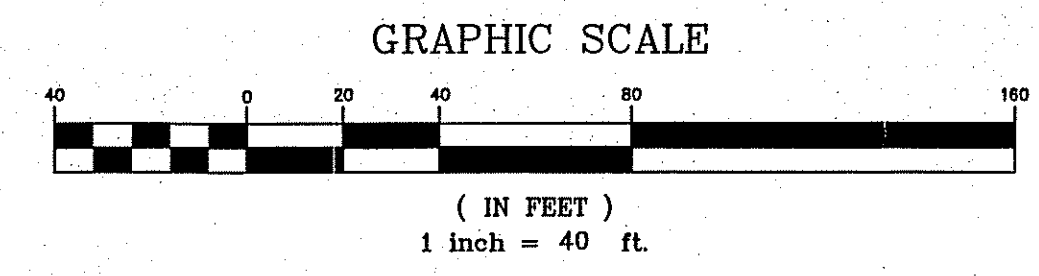 GRAPHIC SCALE
40 0 20 40 80 160
( IN FEET )
1 inch = 40 ft.